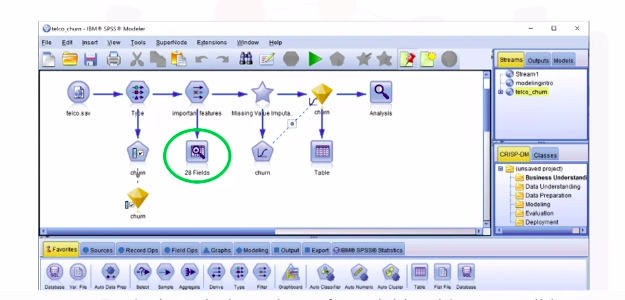 telco_churn - IBM® SPSS® Modeler
File Edit Insert View Tools SuperNode Extensions Window Help
Streams Outputs Models
Stream1
modelingintro
telco_churn
telco.sav
Type
important features
Missing Value Imputa...
churn
Analysis
churn
28 Fields
churn
Table
churn
CRISP-DM Classes
(unsaved project)
Business Understandi
Data Understanding
Data Preparation
Modeling
Evaluation
Deployment
Favorites Sources Record Ops Field Ops Graphs Modeling Output Export IBM® SPSS® Statistics
Database Var. File Auto Data Prep Select Sample Aggregate Derive Type Filter Graphboard Auto Classifier Auto Numeric Auto Cluster Table Flat File Database